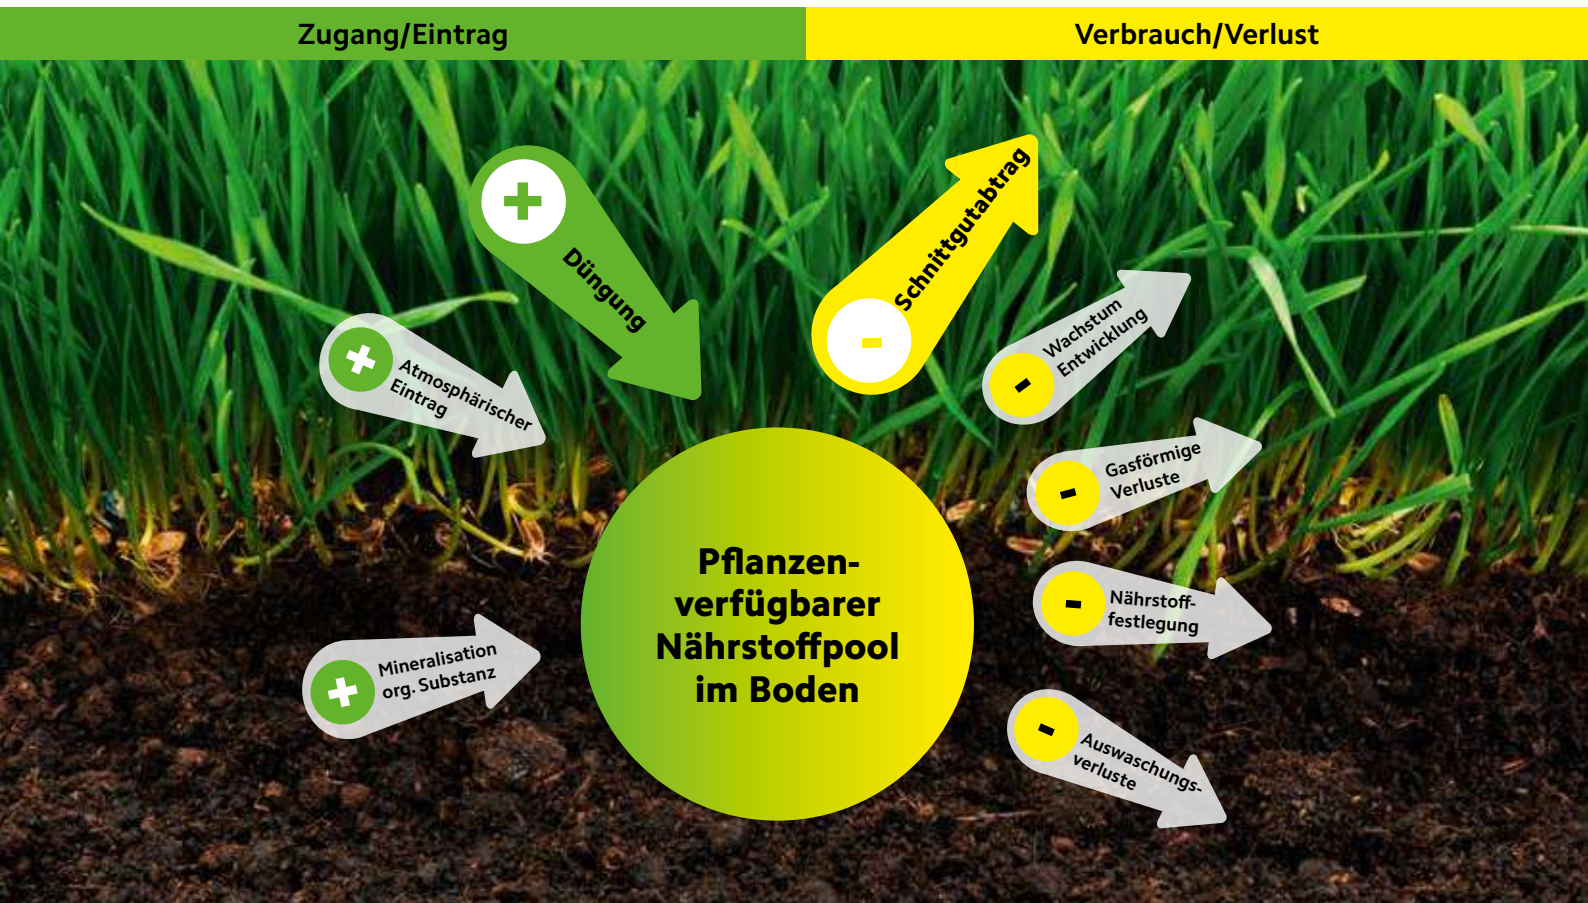 Zugang/Eintrag
Verbrauch/Verlust
+
Düngung
+
Atmosphärischer
Eintrag
+
Mineralisation
org. Substanz
Pflanzen-
verfügbarer
Nährstoffpool
im Boden
-
Schnittgutabtrag
-
Wachstum
Entwicklung
-
Gasförmige
Verluste
-
Nährstoff-
festlegung
-
Auswaschungs-
verluste